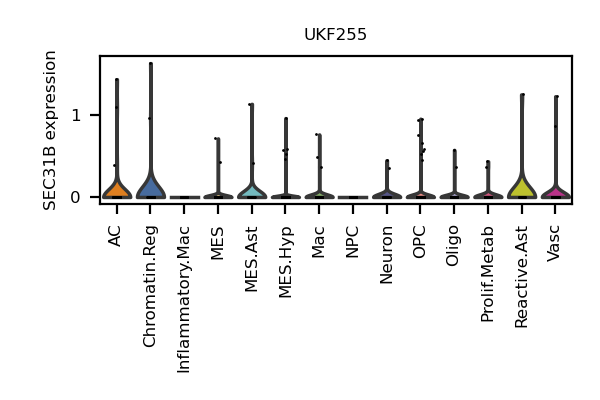 UKF255
SEC31B expression
1
0
AC
Chromatin.Reg
Inflammatory.Mac
MES
MES.Ast
MES.Hyp
Mac
NPC
Neuron
OPC
Oligo
Prolif.Metab
Reactive.Ast
Vasc